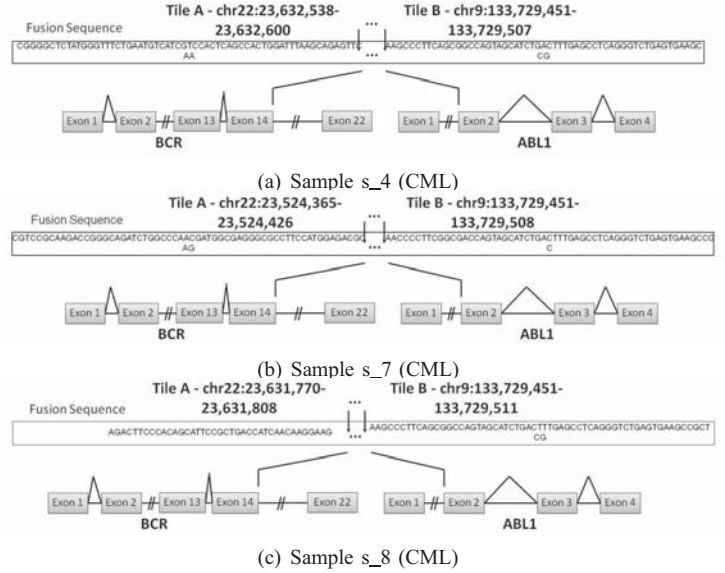 Tile A - chr22:23,632,538-
23,632,600
...
Tile B - chr9:133,729,451-
133,729,507
Fusion Sequence
CGGGGCTCTATGGGTTTCTGAATGTCATCGTCCACTCAGCCACTGGATTTAAGCAGAGTTC
...
AAGCCCTTCAGCGGCCAGTAGCATCTGACTTTGAGCCTCAGGGTCTGAGTGAAGC
AA
CG
Exon 1
Exon 2
Exon 13
Exon 14
Exon 22
Exon 1
Exon 2
Exon 3
Exon 4
BCR
ABL1
(a) Sample s_4 (CML)
Tile A - chr22:23,524,365-
23,524,426
...
Tile B - chr9:133,729,451-
133,729,508
Fusion Sequence
CGTCCGCAAGACCGGGCAGATCTGGCCCAACGATGGCGAGGGCGCCTTCCATGGAGACGC
...
AACCCCTTCGGCGACCAGTAGCATCTGACTTTGAGCCTCAGGGTCTGAGTGAAGCCG
AG
C
Exon 1
Exon 2
Exon 13
Exon 14
Exon 22
Exon 1
Exon 2
Exon 3
Exon 4
BCR
ABL1
(b) Sample s_7 (CML)
Tile A - chr22:23,631,770-
23,631,808
...
Tile B - chr9:133,729,451-
133,729,511
Fusion Sequence
AGACTTCCCACAGCATTCCGCTGACCATCAACAAGGAAG
...
AAGCCCTTCAGCGGCCAGTAGCATCTGACTTTGAGCCTCAGGGTCTGAGTGAAGCCGCT
CG
Exon 1
Exon 2
Exon 13
Exon 14
Exon 22
Exon 1
Exon 2
Exon 3
Exon 4
BCR
ABL1
(c) Sample s_8 (CML)